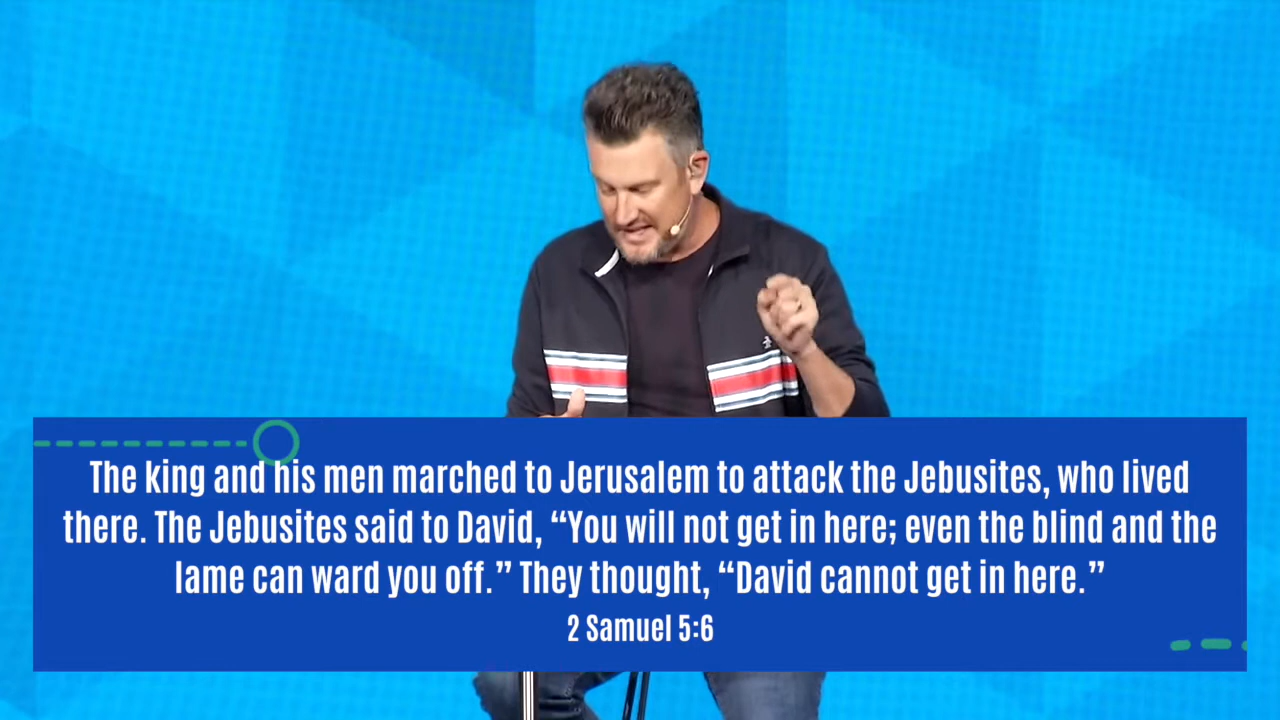 The king and his men marched to Jerusalem to attack the Jebusites, who lived
there. The Jebusites said to David, “You will not get in here; even the blind and the
lame can ward you off.” They thought, “David cannot get in here.”
2 Samuel 5:6